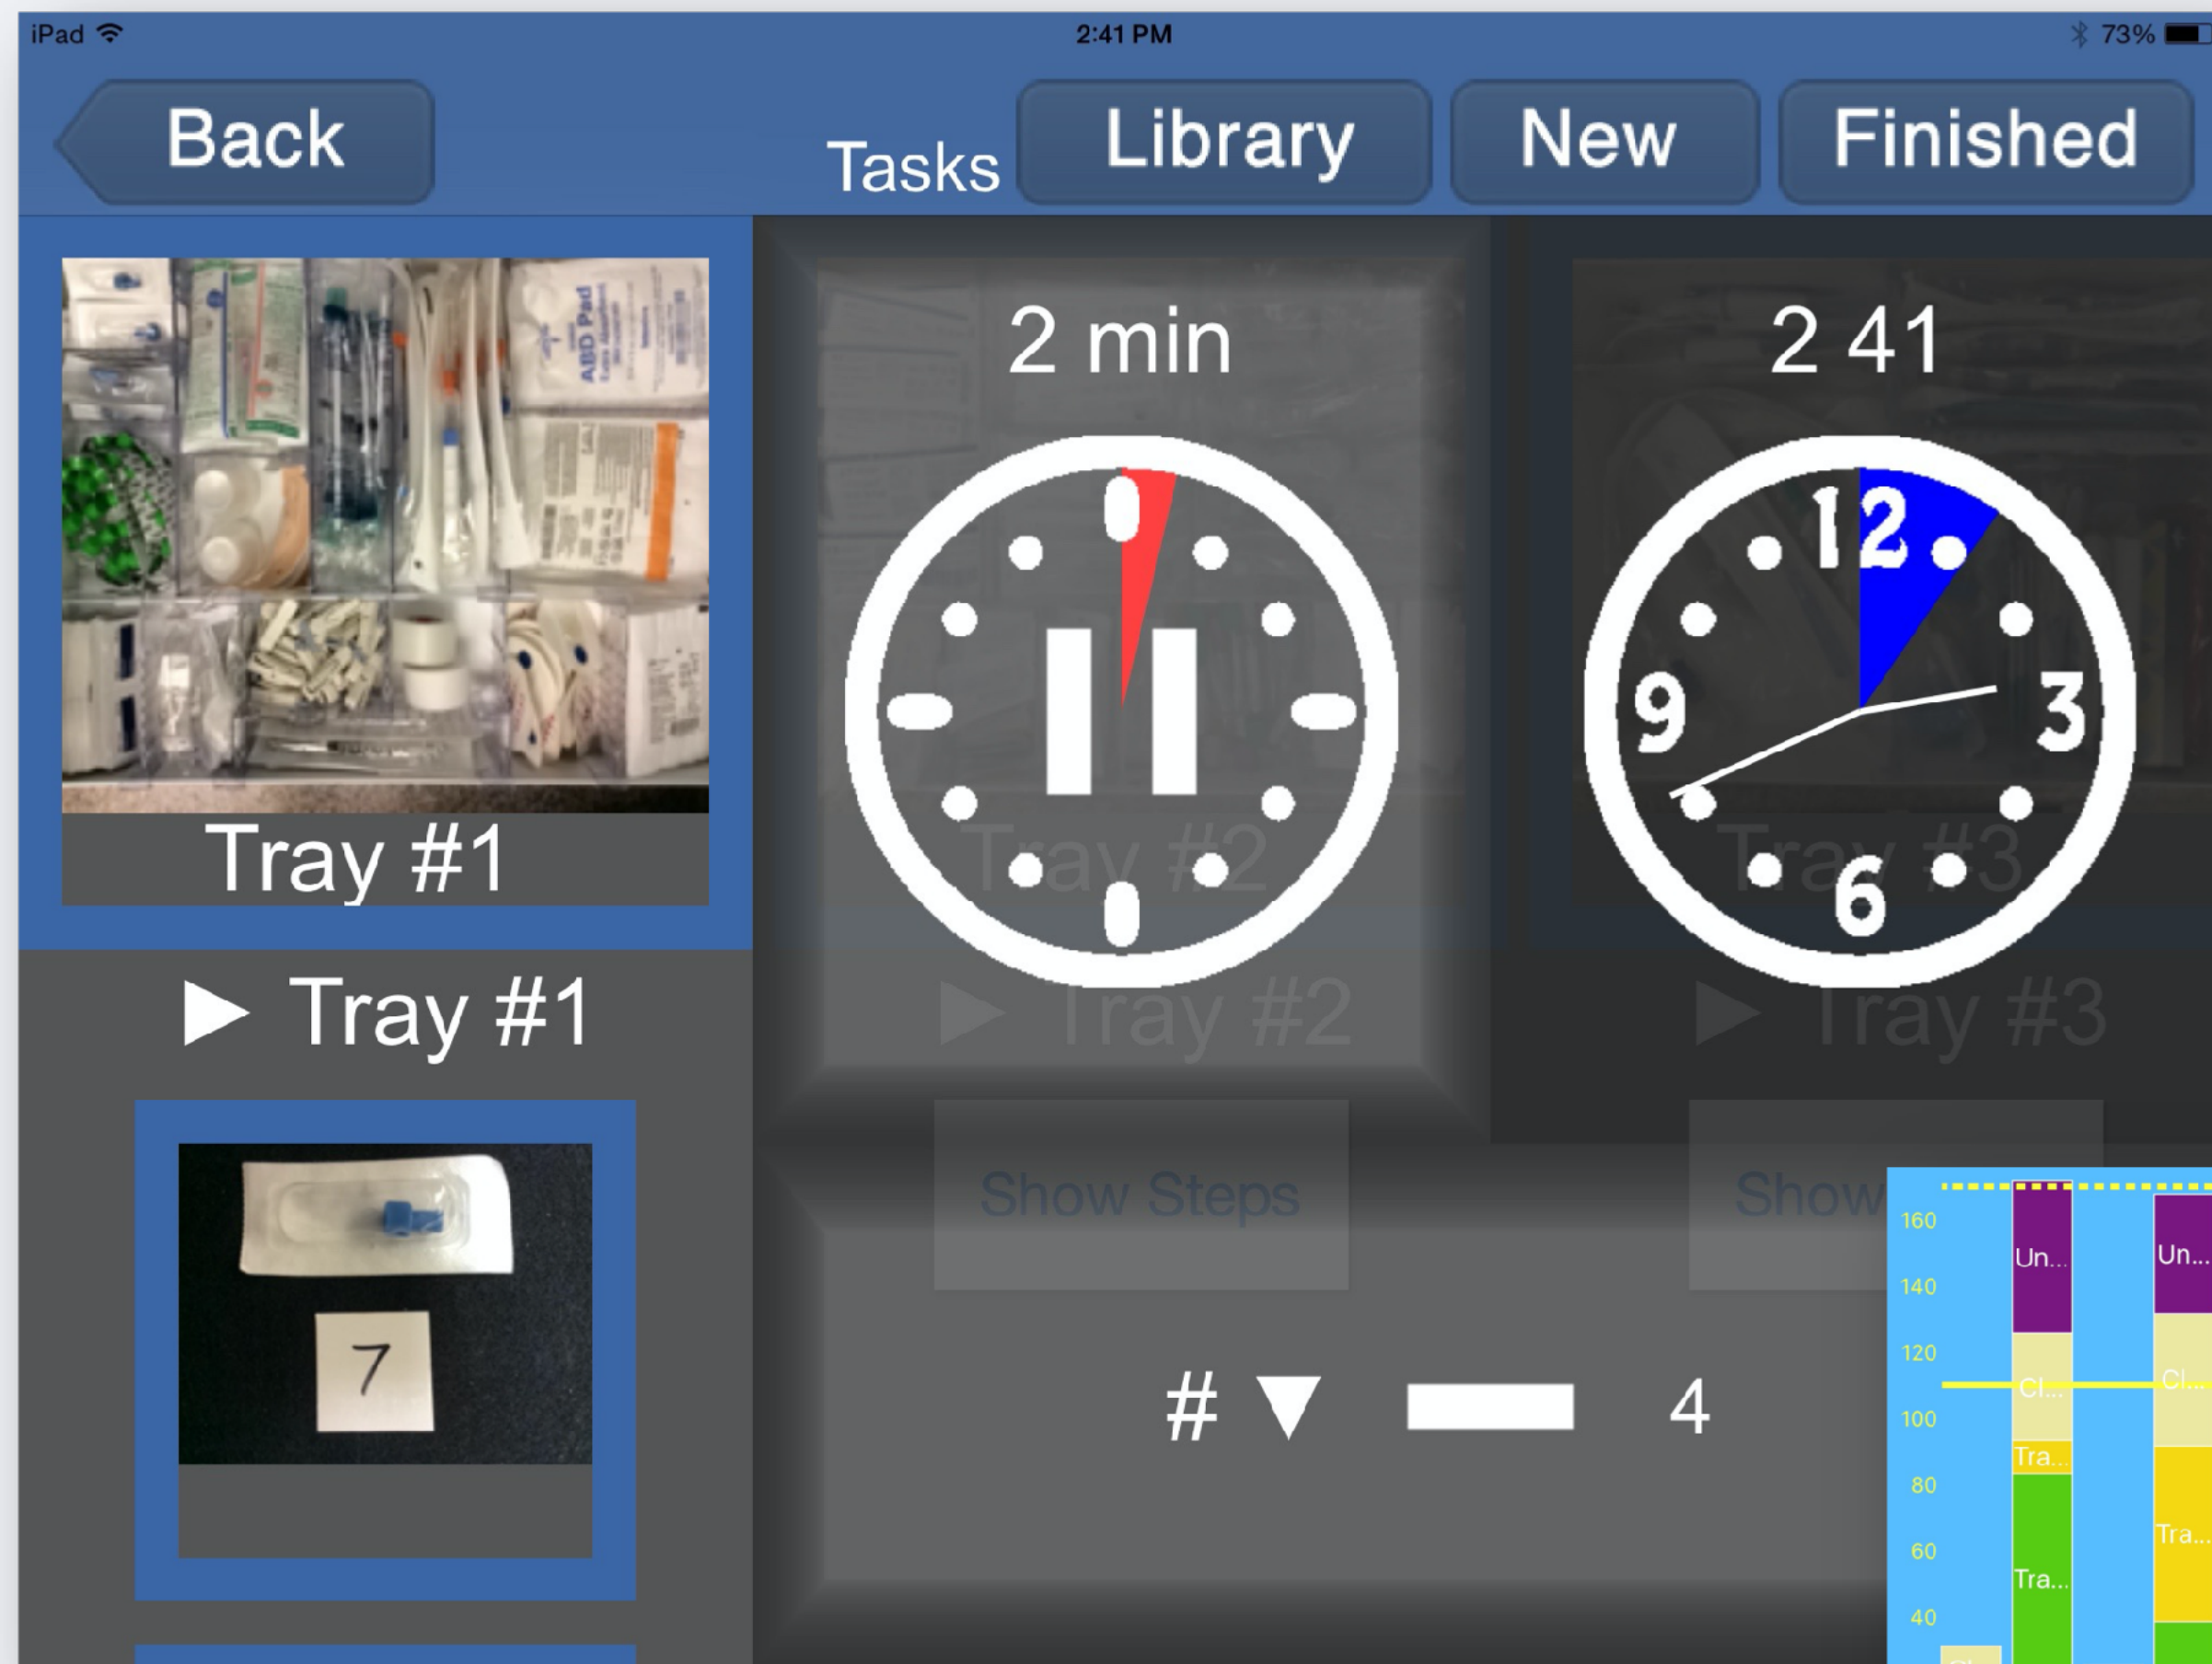 iPad
2:41 PM
73%
Back
Tasks
Library
New
Finished
ABD Pad
2 min
2 41
12
3
6
9
Tray #1
Tray #2
Tray #3
▶ Tray #1
▶ Tray #2
▶ Tray #3
Show Steps
Show
7
# ▼
4
160
140
120
100
80
60
40
Un...
Cl...
Tra...
Tra...
Un...
Cl...
Tra...